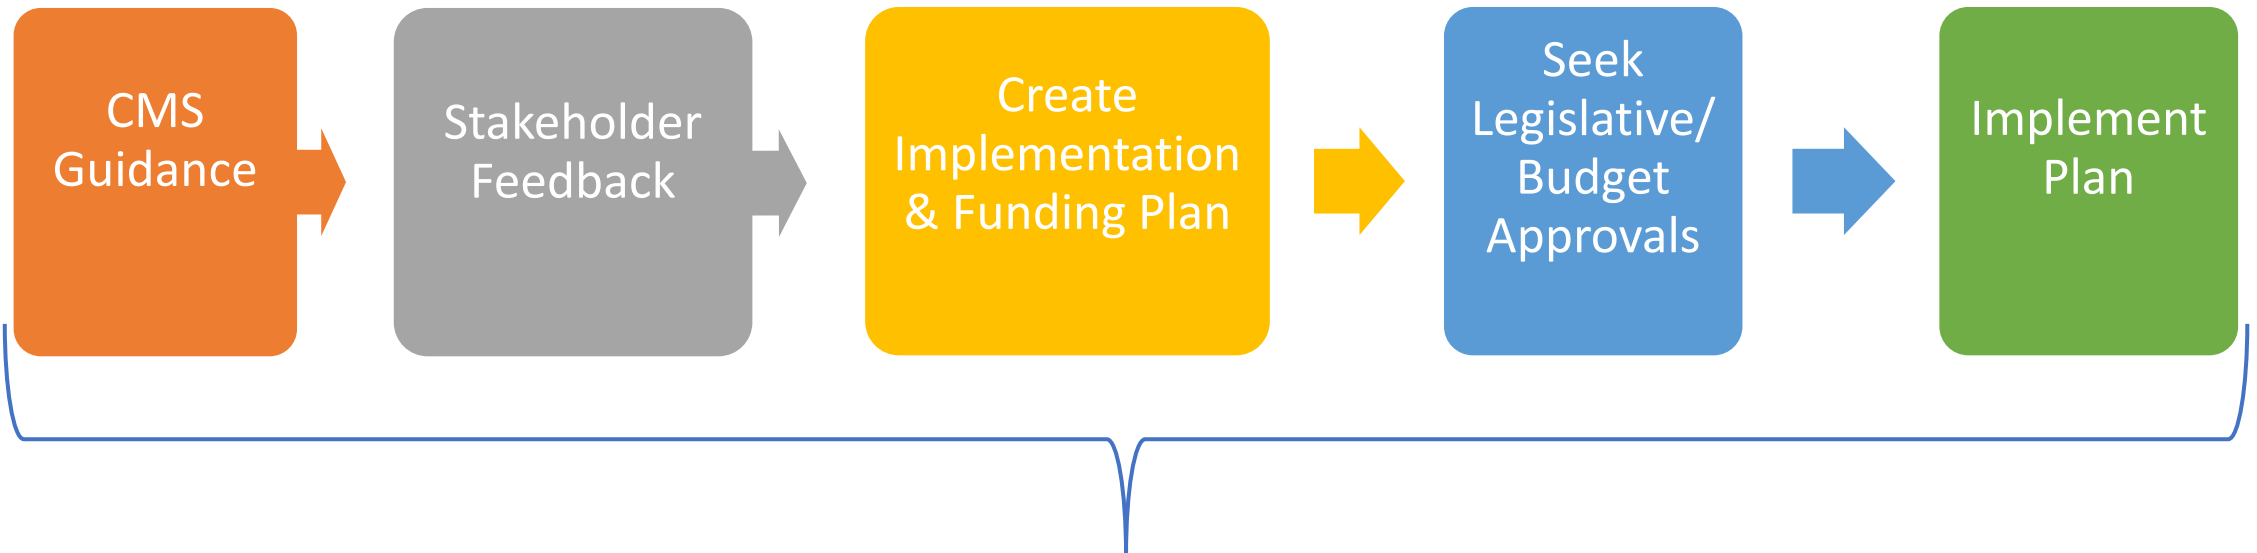 CMS
Guidance
Stakeholder
Feedback
Create
Implementation
& Funding Plan
Seek
Legislative/
Budget
Approvals
Implement
Plan